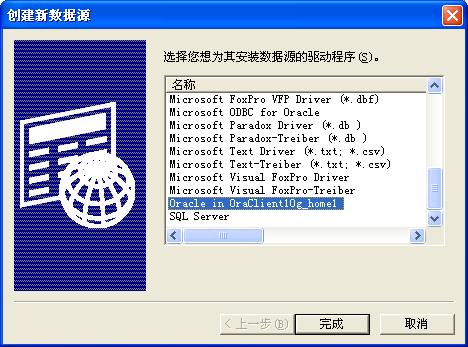 创建新数据源
选择您想为其安装数据源的驱动程序(S)。
名称
Microsoft FoxPro VFP Driver (*.dbf)
Microsoft ODBC for Oracle
Microsoft Paradox Driver (*.db )
Microsoft Paradox-Treiber (*.db )
Microsoft Text Driver (*.txt; *.csv)
Microsoft Text-Treiber (*.txt; *.csv)
Microsoft Visual FoxPro Driver
Microsoft Visual FoxPro-Treiber
Oracle in OraClient10g_home1
SQL Server
< 上一步(B) 完成 取消